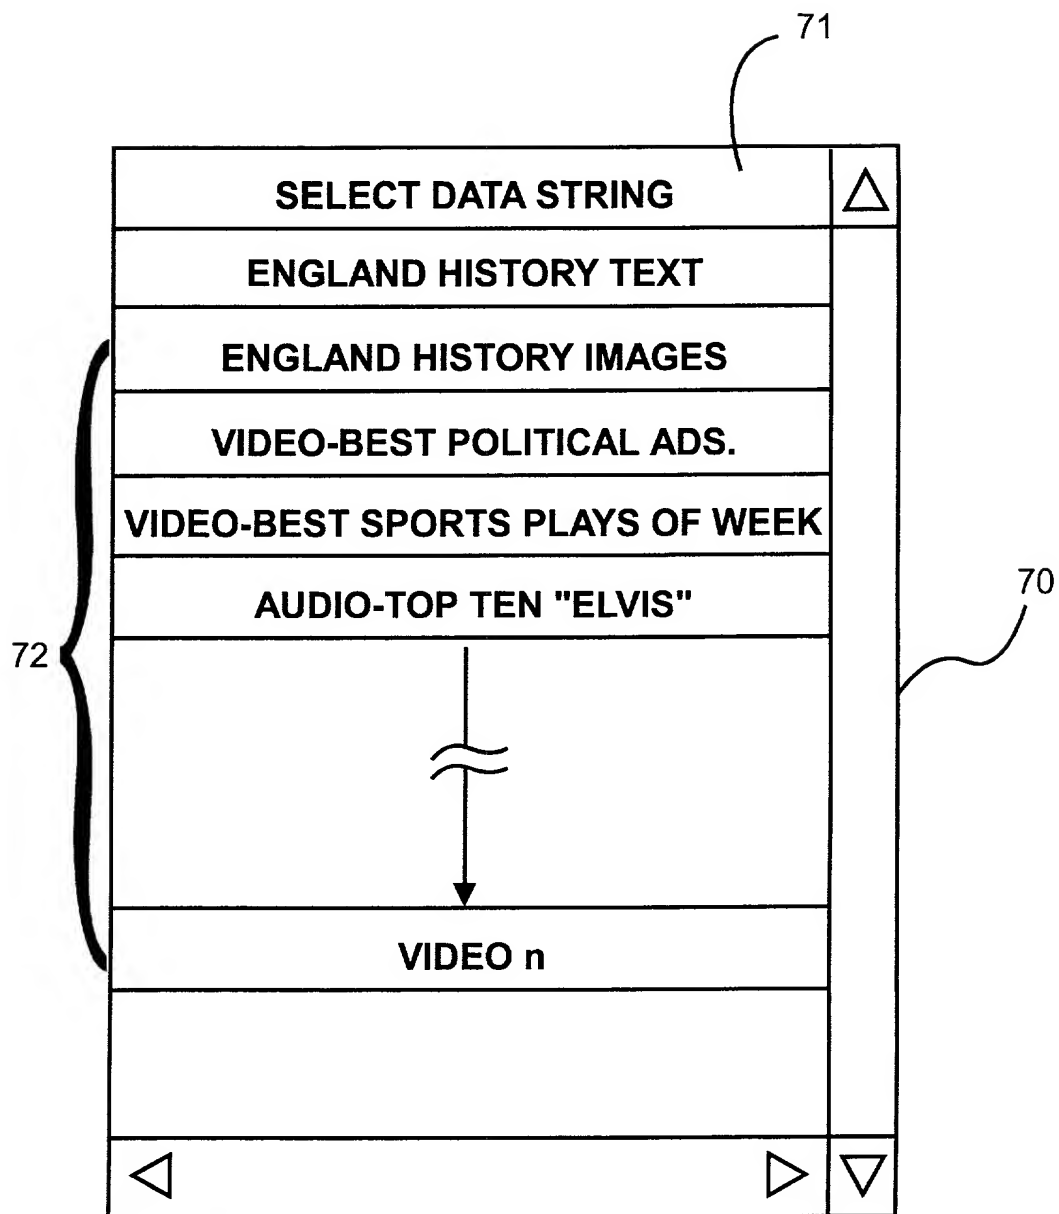 71
SELECT DATA STRING
ENGLAND HISTORY TEXT
ENGLAND HISTORY IMAGES
VIDEO-BEST POLITICAL ADS.
VIDEO-BEST SPORTS PLAYS OF WEEK
AUDIO-TOP TEN "ELVIS"
70
72
VIDEO n